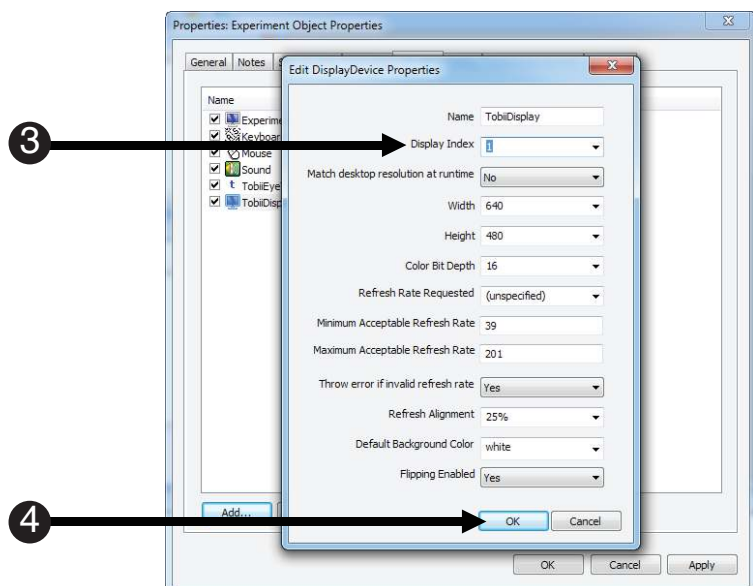 Properties: Experiment Object Properties
General Notes S
Edit DisplayDevice Properties
Name
Experime
Keyboar
Mouse
Sound
t TobiiEye
TobiiDisp
Name TobiiDisplay
3 Display Index 1
Match desktop resolution at runtime No
Width 640
Height 480
Color Bit Depth 16
Refresh Rate Requested (unspecified)
Minimum Acceptable Refresh Rate 39
Maximum Acceptable Refresh Rate 201
Throw error if invalid refresh rate Yes
Refresh Alignment 25%
Default Background Color white
Flipping Enabled Yes
Add...
4 OK Cancel
OK Cancel Apply